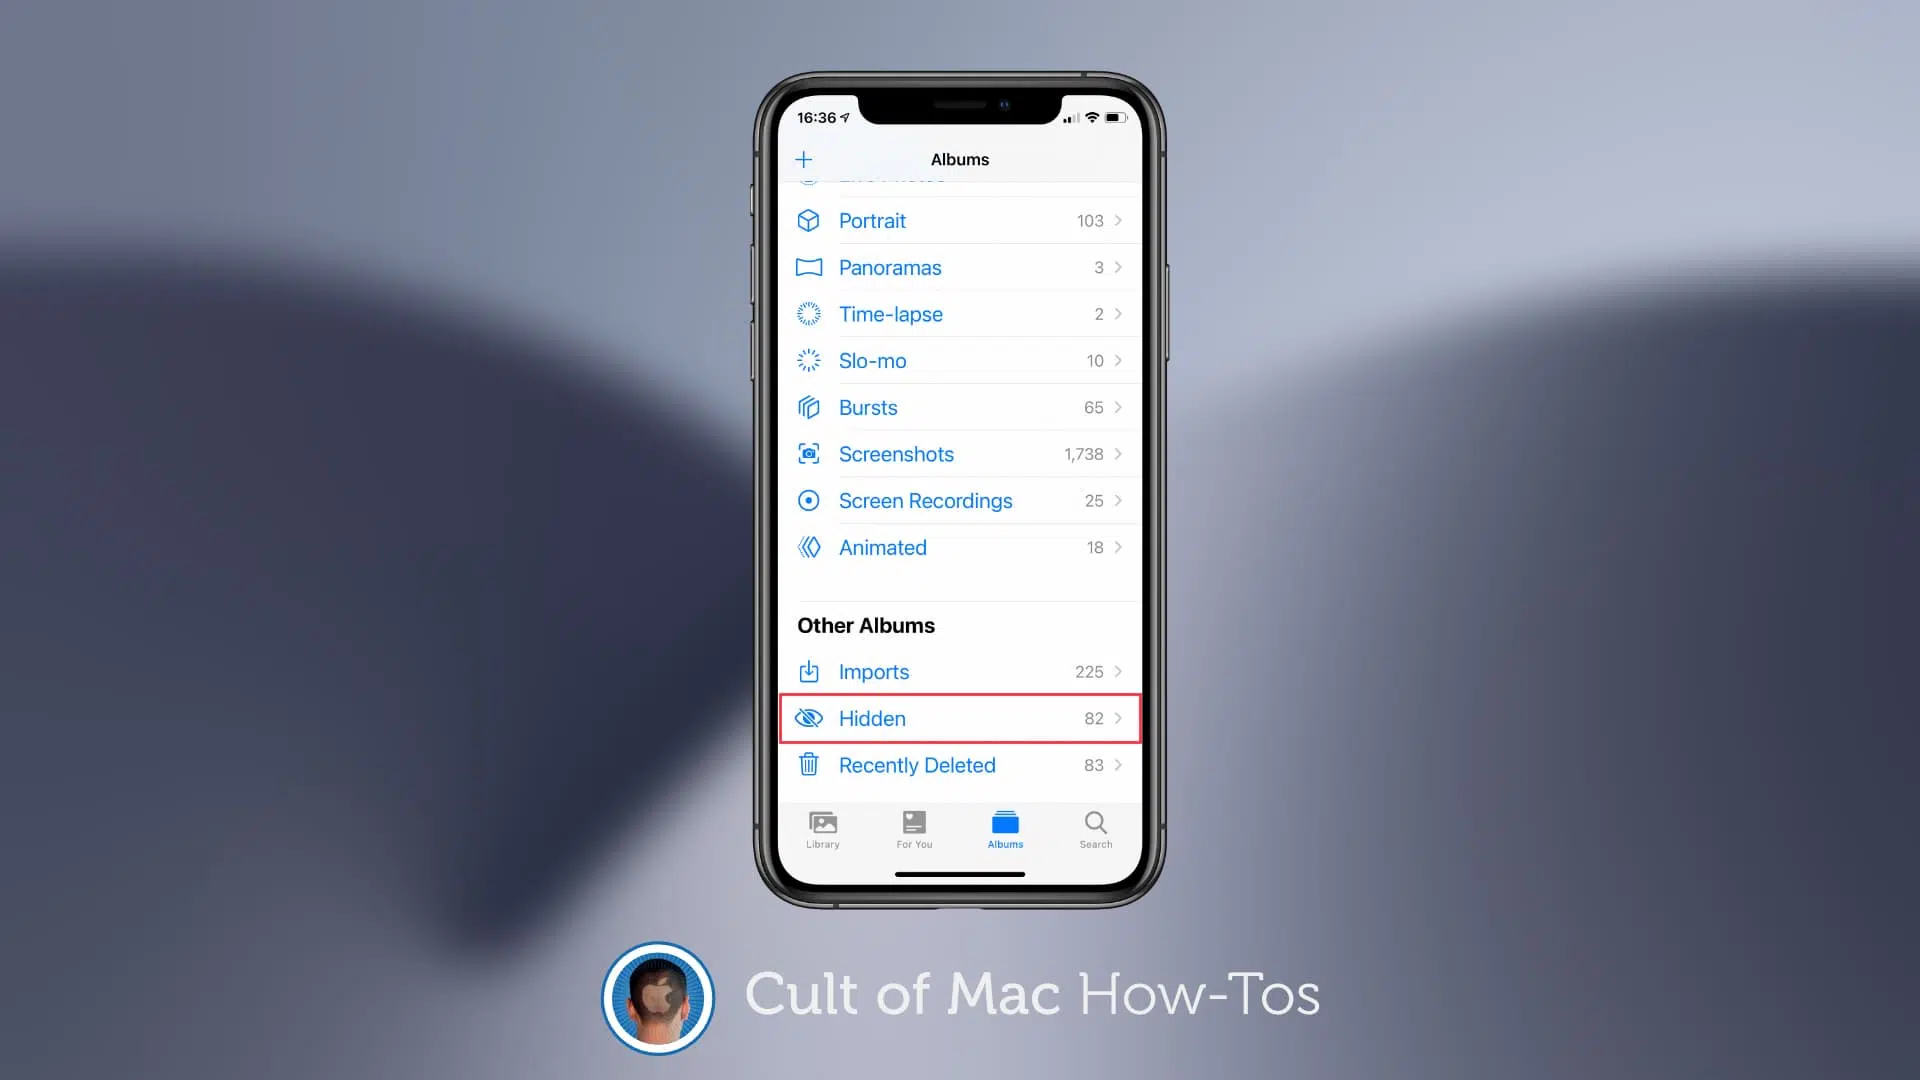 16:36
Albums
Portrait 103
Panoramas 3
Time-lapse 2
Slo-mo 10
Bursts 65
Screenshots 1,738
Screen Recordings 25
Animated 18
Other Albums
Imports 225
Hidden 82
Recently Deleted 83
Library For You Albums Search
Cult of Mac How-Tos